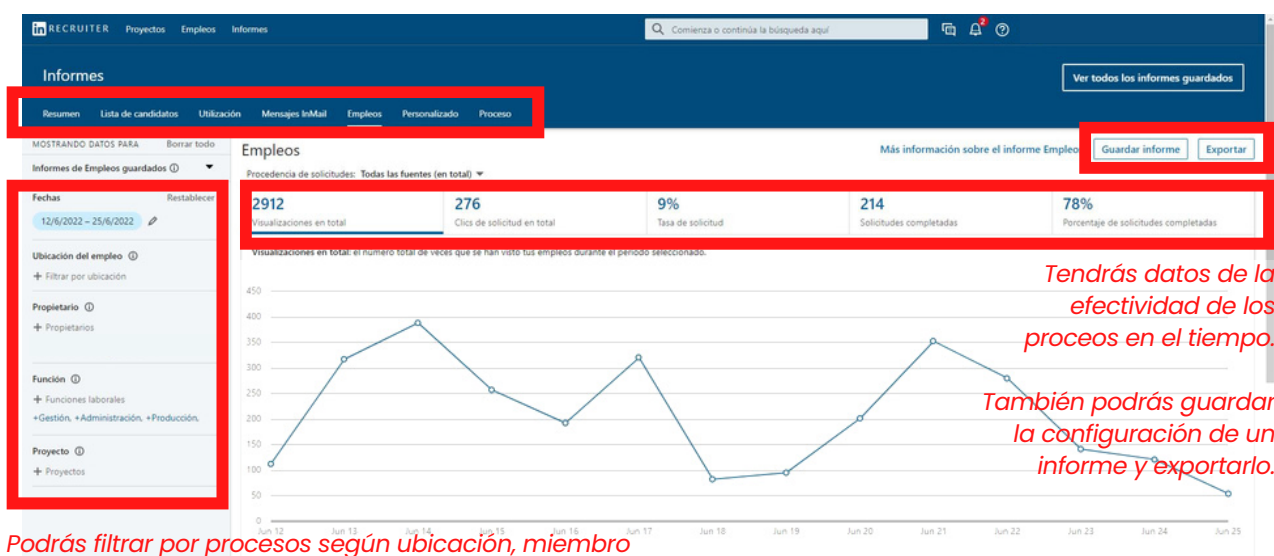 in RECRUITER Proyectos Empleos Informes Comienza o continúa la búsqueda aquí 2
Informes
Ver todos los informes guardados
Resumen Lista de candidatos Utilización Mensajes InMail Empleos Personalizado Proceso
MOSTRANDO DATOS PARA Borrar todo
Informes de Empleos guardados
Fechas Restablecer
12/6/2022 – 25/6/2022
Ubicación del empleo
+ Filtrar por ubicación
Propietario
+ Propietarios
Función
+ Funciones laborales
+Gestión, +Administración, +Producción,
Proyecto
+ Proyectos
Empleos
Más información sobre el informe Empleo
Guardar informe
Exportar
Procedencia de solicitudes: Todas las fuentes (en total)
2912 276 9% 214 78%
Visualizaciones en total Clics de solicitud en total Tasa de solicitud Solicitudes completadas Porcentaje de solicitudes completadas
Visualizaciones en total: el número total de veces que se han visto tus empleos durante el periodo seleccionado.
450
400
350
300
250
200
150
100
50
0
Jun 12 Jun 13 Jun 14 Jun 15 Jun 16 Jun 17 Jun 18 Jun 19 Jun 20 Jun 21 Jun 22 Jun 23 Jun 24 Jun 25
Tendrás datos de la
efectividad de los
proceos en el tiempo.
También podrás guardar
la configuración de un
informe y exportarlo.
Podrás filtrar por procesos según ubicación, miembro